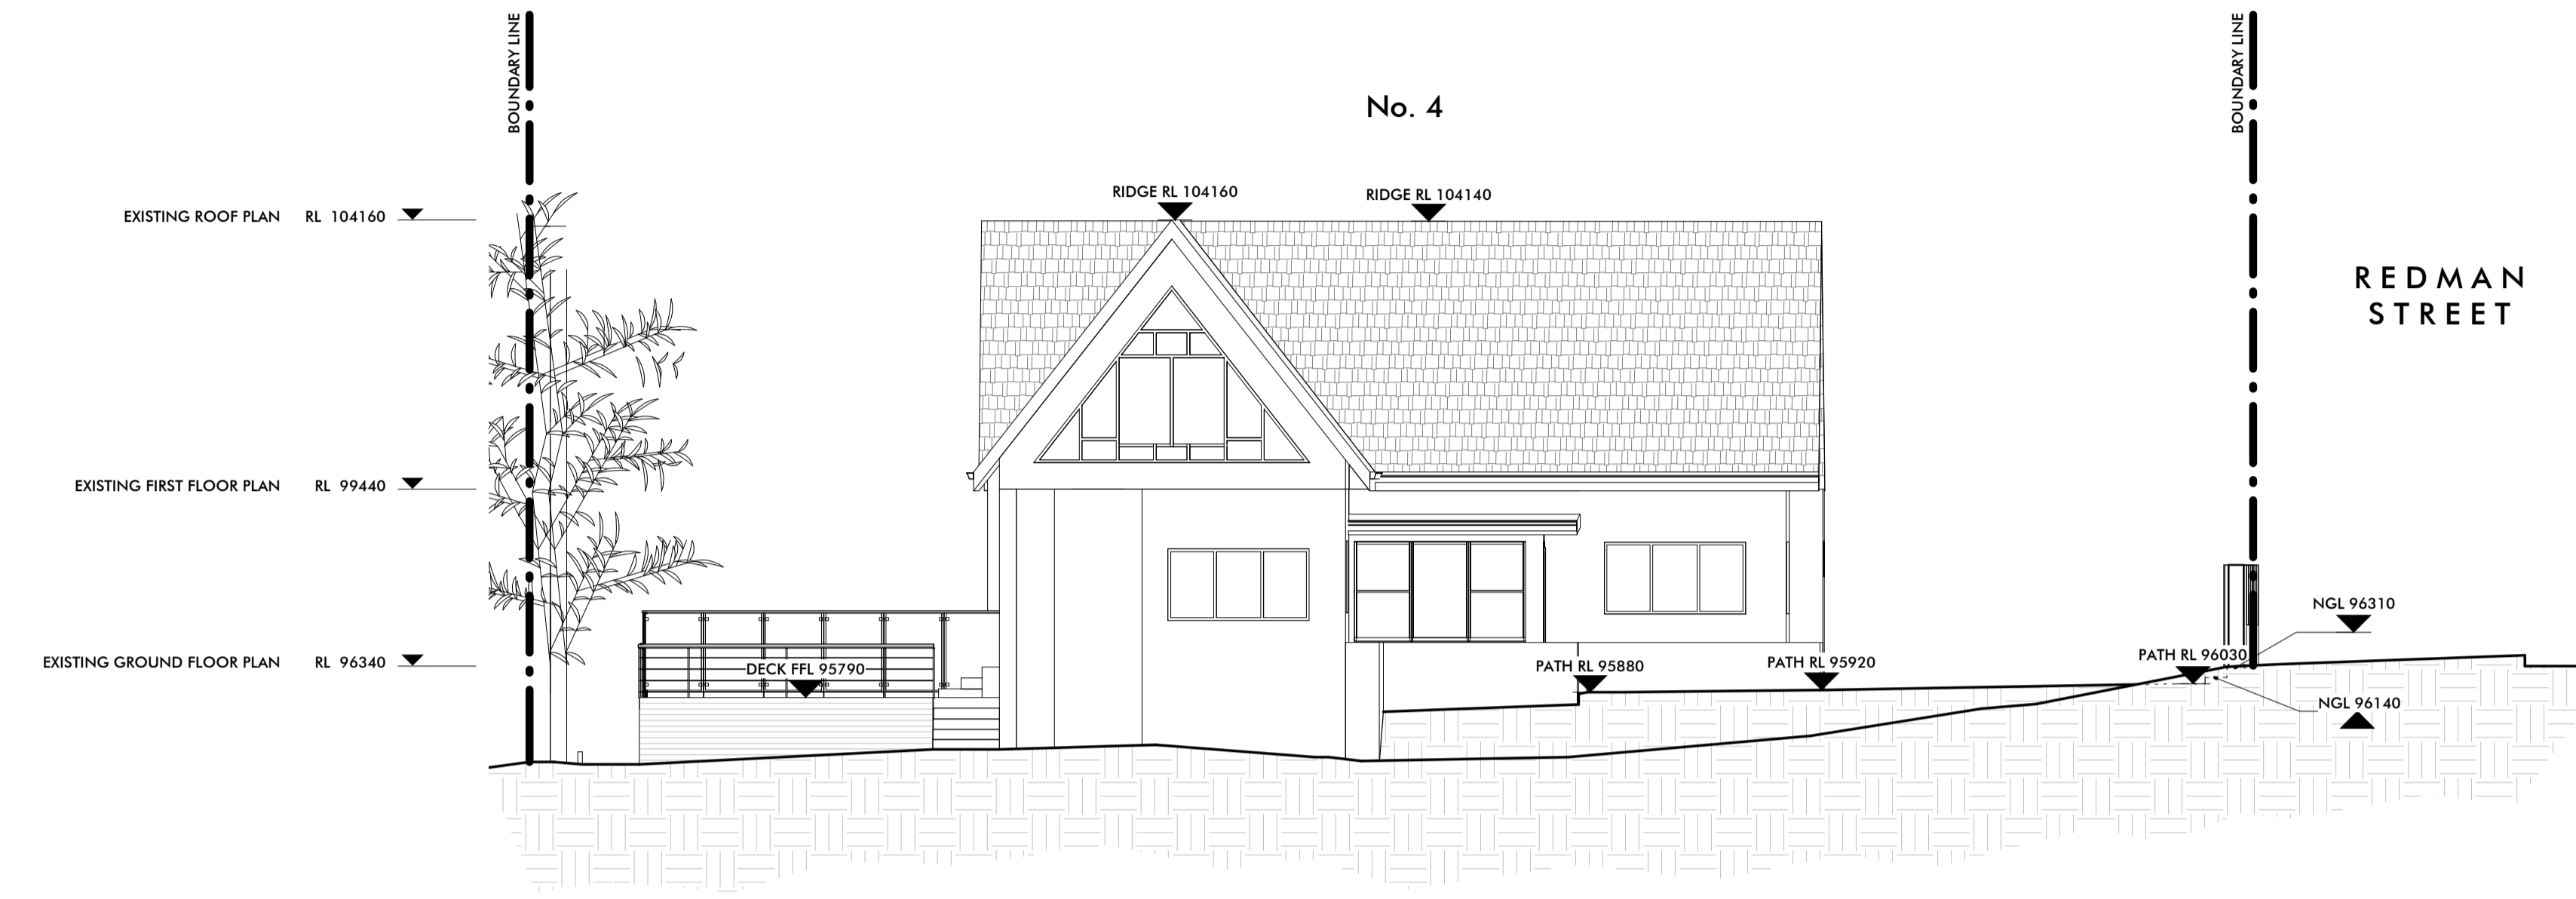 BOUNDARY LINE
BOUNDARY LINE
No. 4
RIDGE RL 104160
RIDGE RL 104140
EXISTING ROOF PLAN RL 104160
REDMAN
STREET
EXISTING FIRST FLOOR PLAN RL 99440
NGL 96310
EXISTING GROUND FLOOR PLAN RL 96340
DECK FFL 95790
PATH RL 95880
PATH RL 95920
PATH RL 96030
NGL 96140